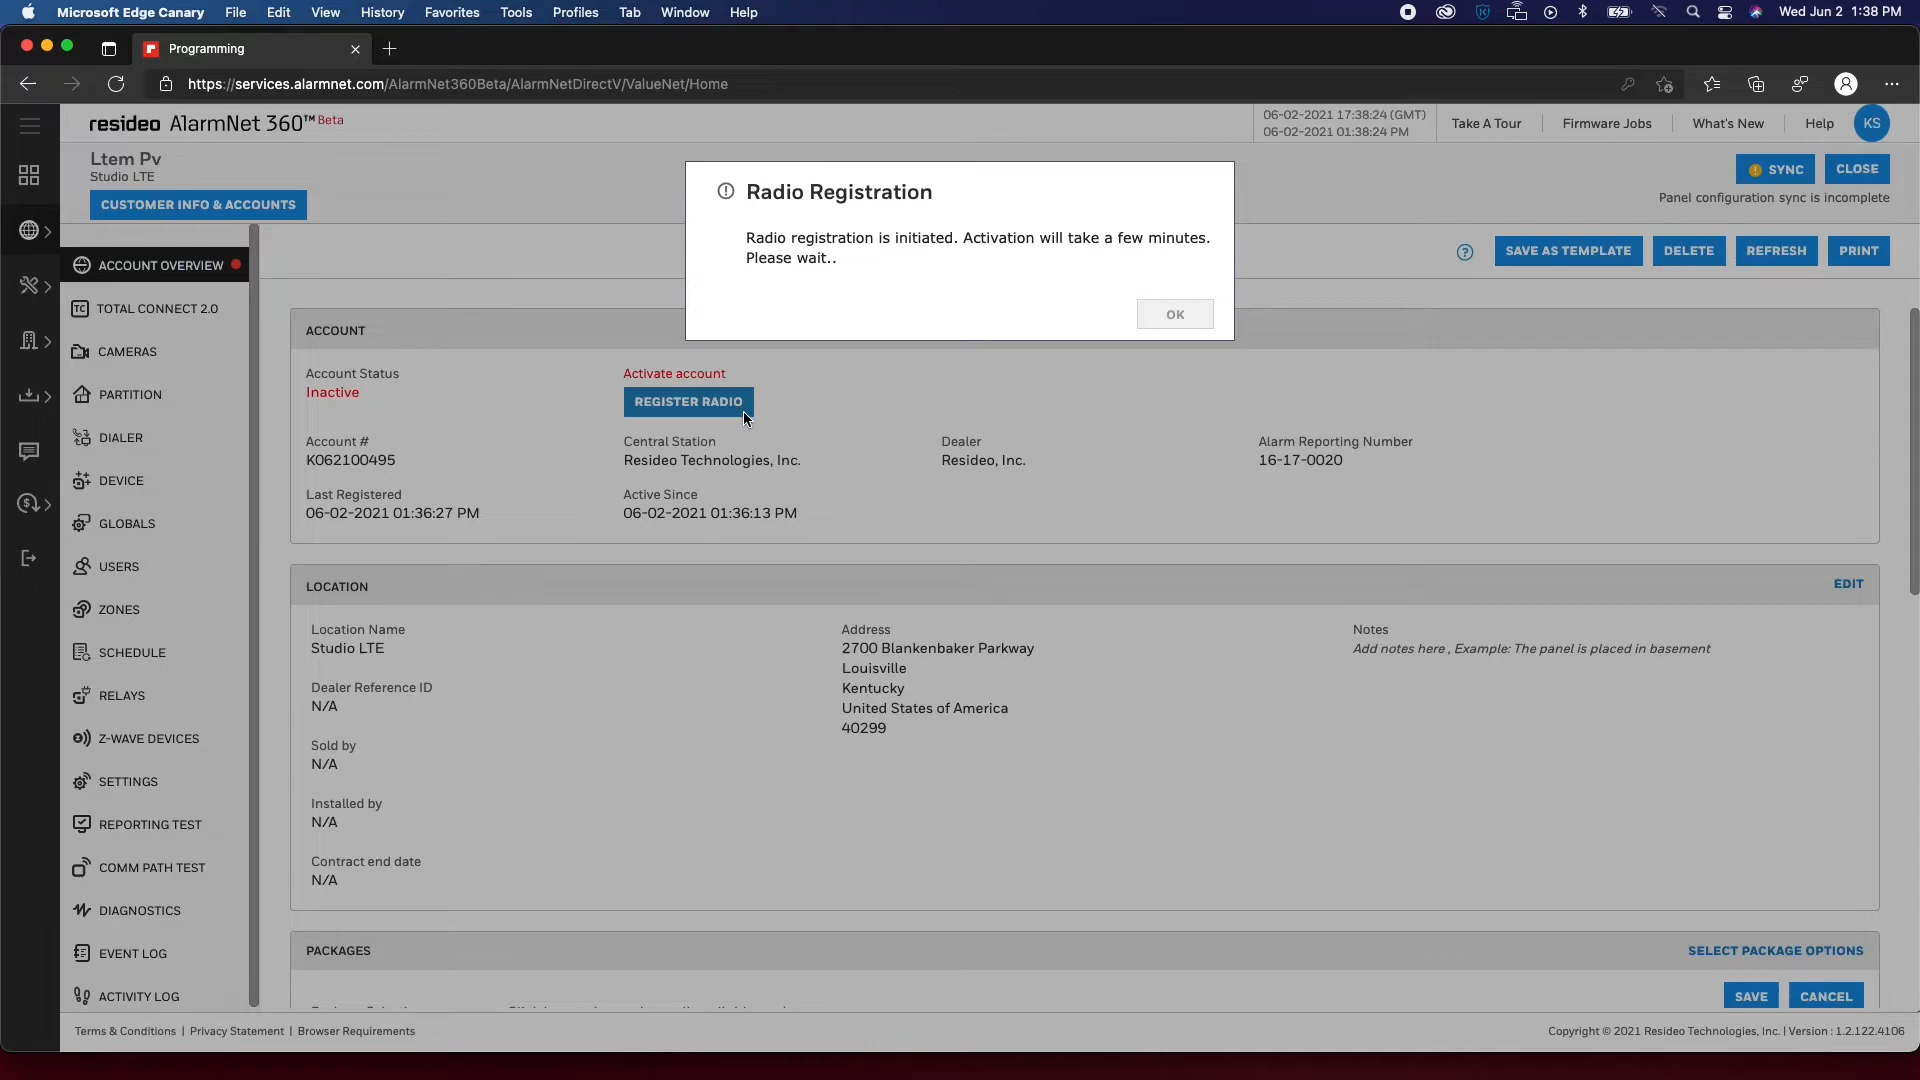 Microsoft Edge Canary File Edit View History Favorites Tools Profiles Tab Window Help Wed Jun 2 1:38 PM
Programming
https://services.alarmnet.com/AlarmNet360Beta/AlarmNetDirectV/ValueNet/Home
resideo AlarmNet 360™ Beta
06-02-2021 17:38:24 (GMT)
06-02-2021 01:38:24 PM
Take A Tour Firmware Jobs What's New Help KS
Ltem Pv
Studio LTE
CUSTOMER INFO & ACCOUNTS
SYNC CLOSE
Panel configuration sync is incomplete
Radio Registration
Radio registration is initiated. Activation will take a few minutes.
Please wait..
OK
SAVE AS TEMPLATE DELETE REFRESH PRINT
ACCOUNT OVERVIEW
TC TOTAL CONNECT 2.0
CAMERAS
PARTITION
DIALER
DEVICE
GLOBALS
USERS
ZONES
SCHEDULE
RELAYS
Z-WAVE DEVICES
SETTINGS
REPORTING TEST
COMM PATH TEST
DIAGNOSTICS
EVENT LOG
ACTIVITY LOG
ACCOUNT
Account Status
Inactive
Activate account
REGISTER RADIO
Account #
K062100495
Central Station
Resideo Technologies, Inc.
Dealer
Resideo, Inc.
Alarm Reporting Number
16-17-0020
Last Registered
06-02-2021 01:36:27 PM
Active Since
06-02-2021 01:36:13 PM
LOCATION EDIT
Location Name
Studio LTE
Dealer Reference ID
N/A
Sold by
N/A
Installed by
N/A
Contract end date
N/A
Address
2700 Blankenbaker Parkway
Louisville
Kentucky
United States of America
40299
Notes
Add notes here , Example: The panel is placed in basement
PACKAGES SELECT PACKAGE OPTIONS
SAVE CANCEL
Terms & Conditions | Privacy Statement | Browser Requirements
Copyright © 2021 Resideo Technologies, Inc. | Version : 1.2.122.4106